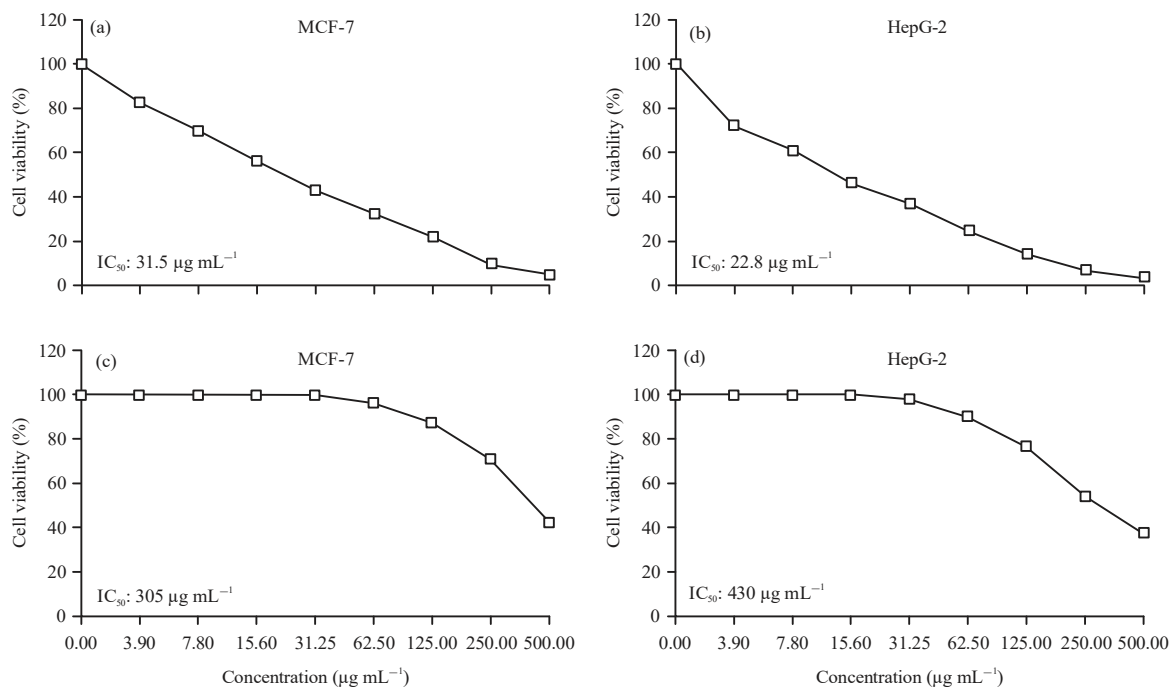 (a)
MCF-7
120
100
80
60
40
20
0
Cell viability (%)
IC₅₀: 31.5 µg mL⁻¹
(b)
HepG-2
120
100
80
60
40
20
0
Cell viability (%)
IC₅₀: 22.8 µg mL⁻¹
(c)
MCF-7
120
100
80
60
40
20
0
Cell viability (%)
IC₅₀: 305 µg mL⁻¹
0.00 3.90 7.80 15.60 31.25 62.50 125.00 250.00 500.00
Concentration (µg mL⁻¹)
(d)
HepG-2
120
100
80
60
40
20
0
Cell viability (%)
IC₅₀: 430 µg mL⁻¹
0.00 3.90 7.80 15.60 31.25 62.50 125.00 250.00 500.00
Concentration (µg mL⁻¹)